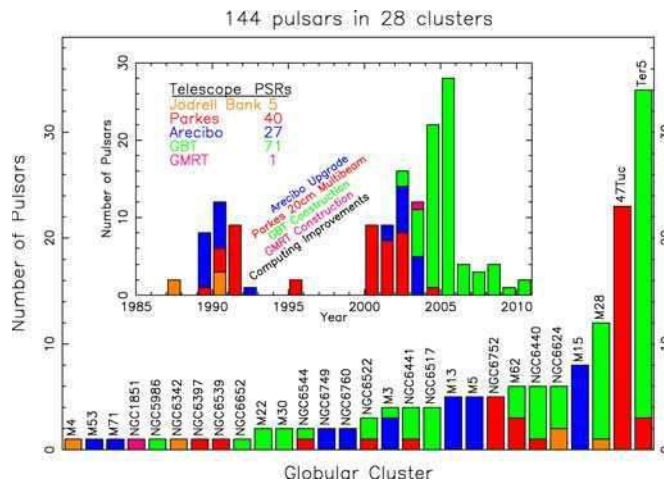 144 pulsars in 28 clusters
Number of Pulsars
0
10
20
30
Number of Pulsars
0
10
20
30
Telescope PSRs
Jodrell Bank 5
Parkes 40
Arecibo 27
GBT 71
GMRT 1
Arecibo Upgrade
Parkes 20cm Multibeam
GBT Construction
GMRT Construction
Computing Improvements
1985
1990
1995
2000
2005
2010
Year
M4
M53
M71
NGC1851
NGC5986
NGC6342
NGC6397
NGC6539
NGC6652
M22
M30
NGC6544
NGC6749
NGC6760
NGC6522
M3
NGC6441
NGC6517
M13
M5
NGC6752
M62
NGC6440
NGC6624
M15
M28
47Tuc
Ter5
0
10
20
30
Globular Cluster